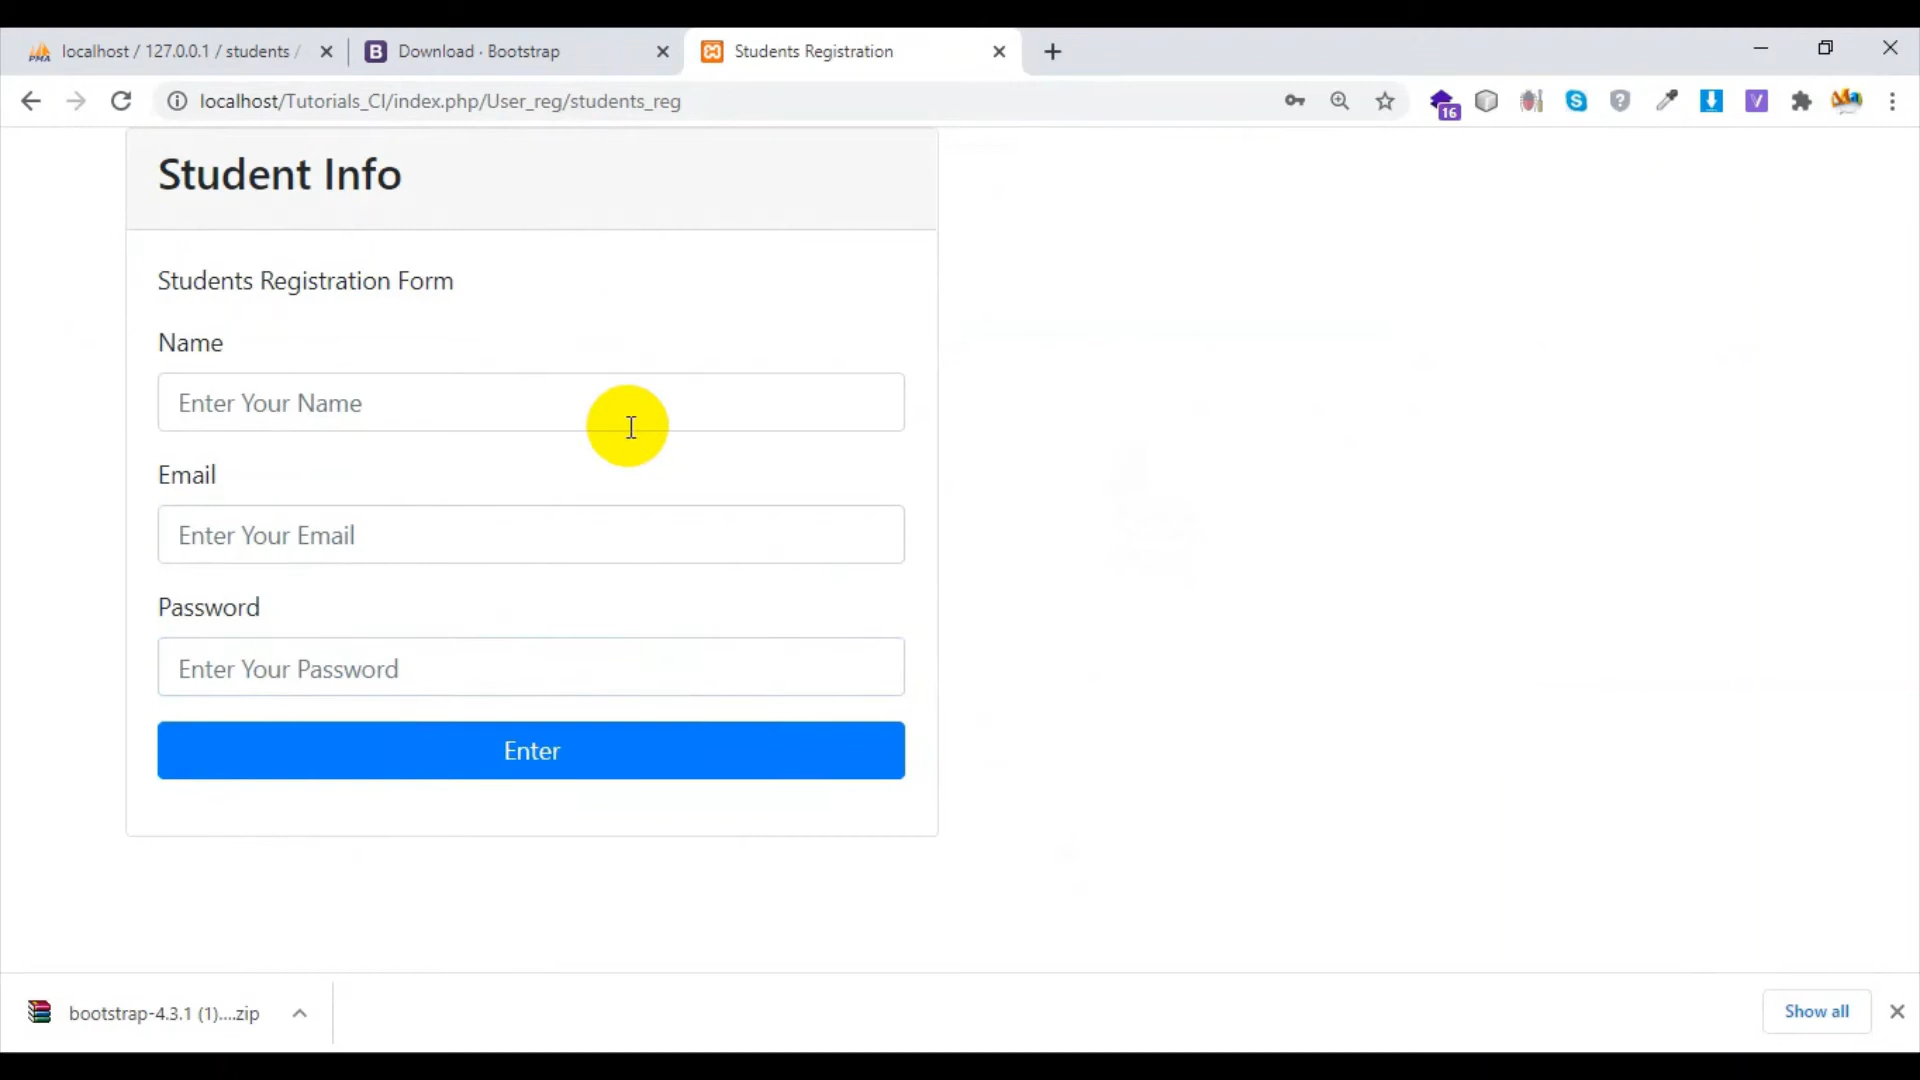 localhost / 127.0.0.1 / students /
Download · Bootstrap
Students Registration
localhost/Tutorials_CI/index.php/User_reg/students_reg
16
Student Info
Students Registration Form
Name
Enter Your Name
Email
Enter Your Email
Password
Enter Your Password
Enter
bootstrap-4.3.1 (1)....zip
Show all